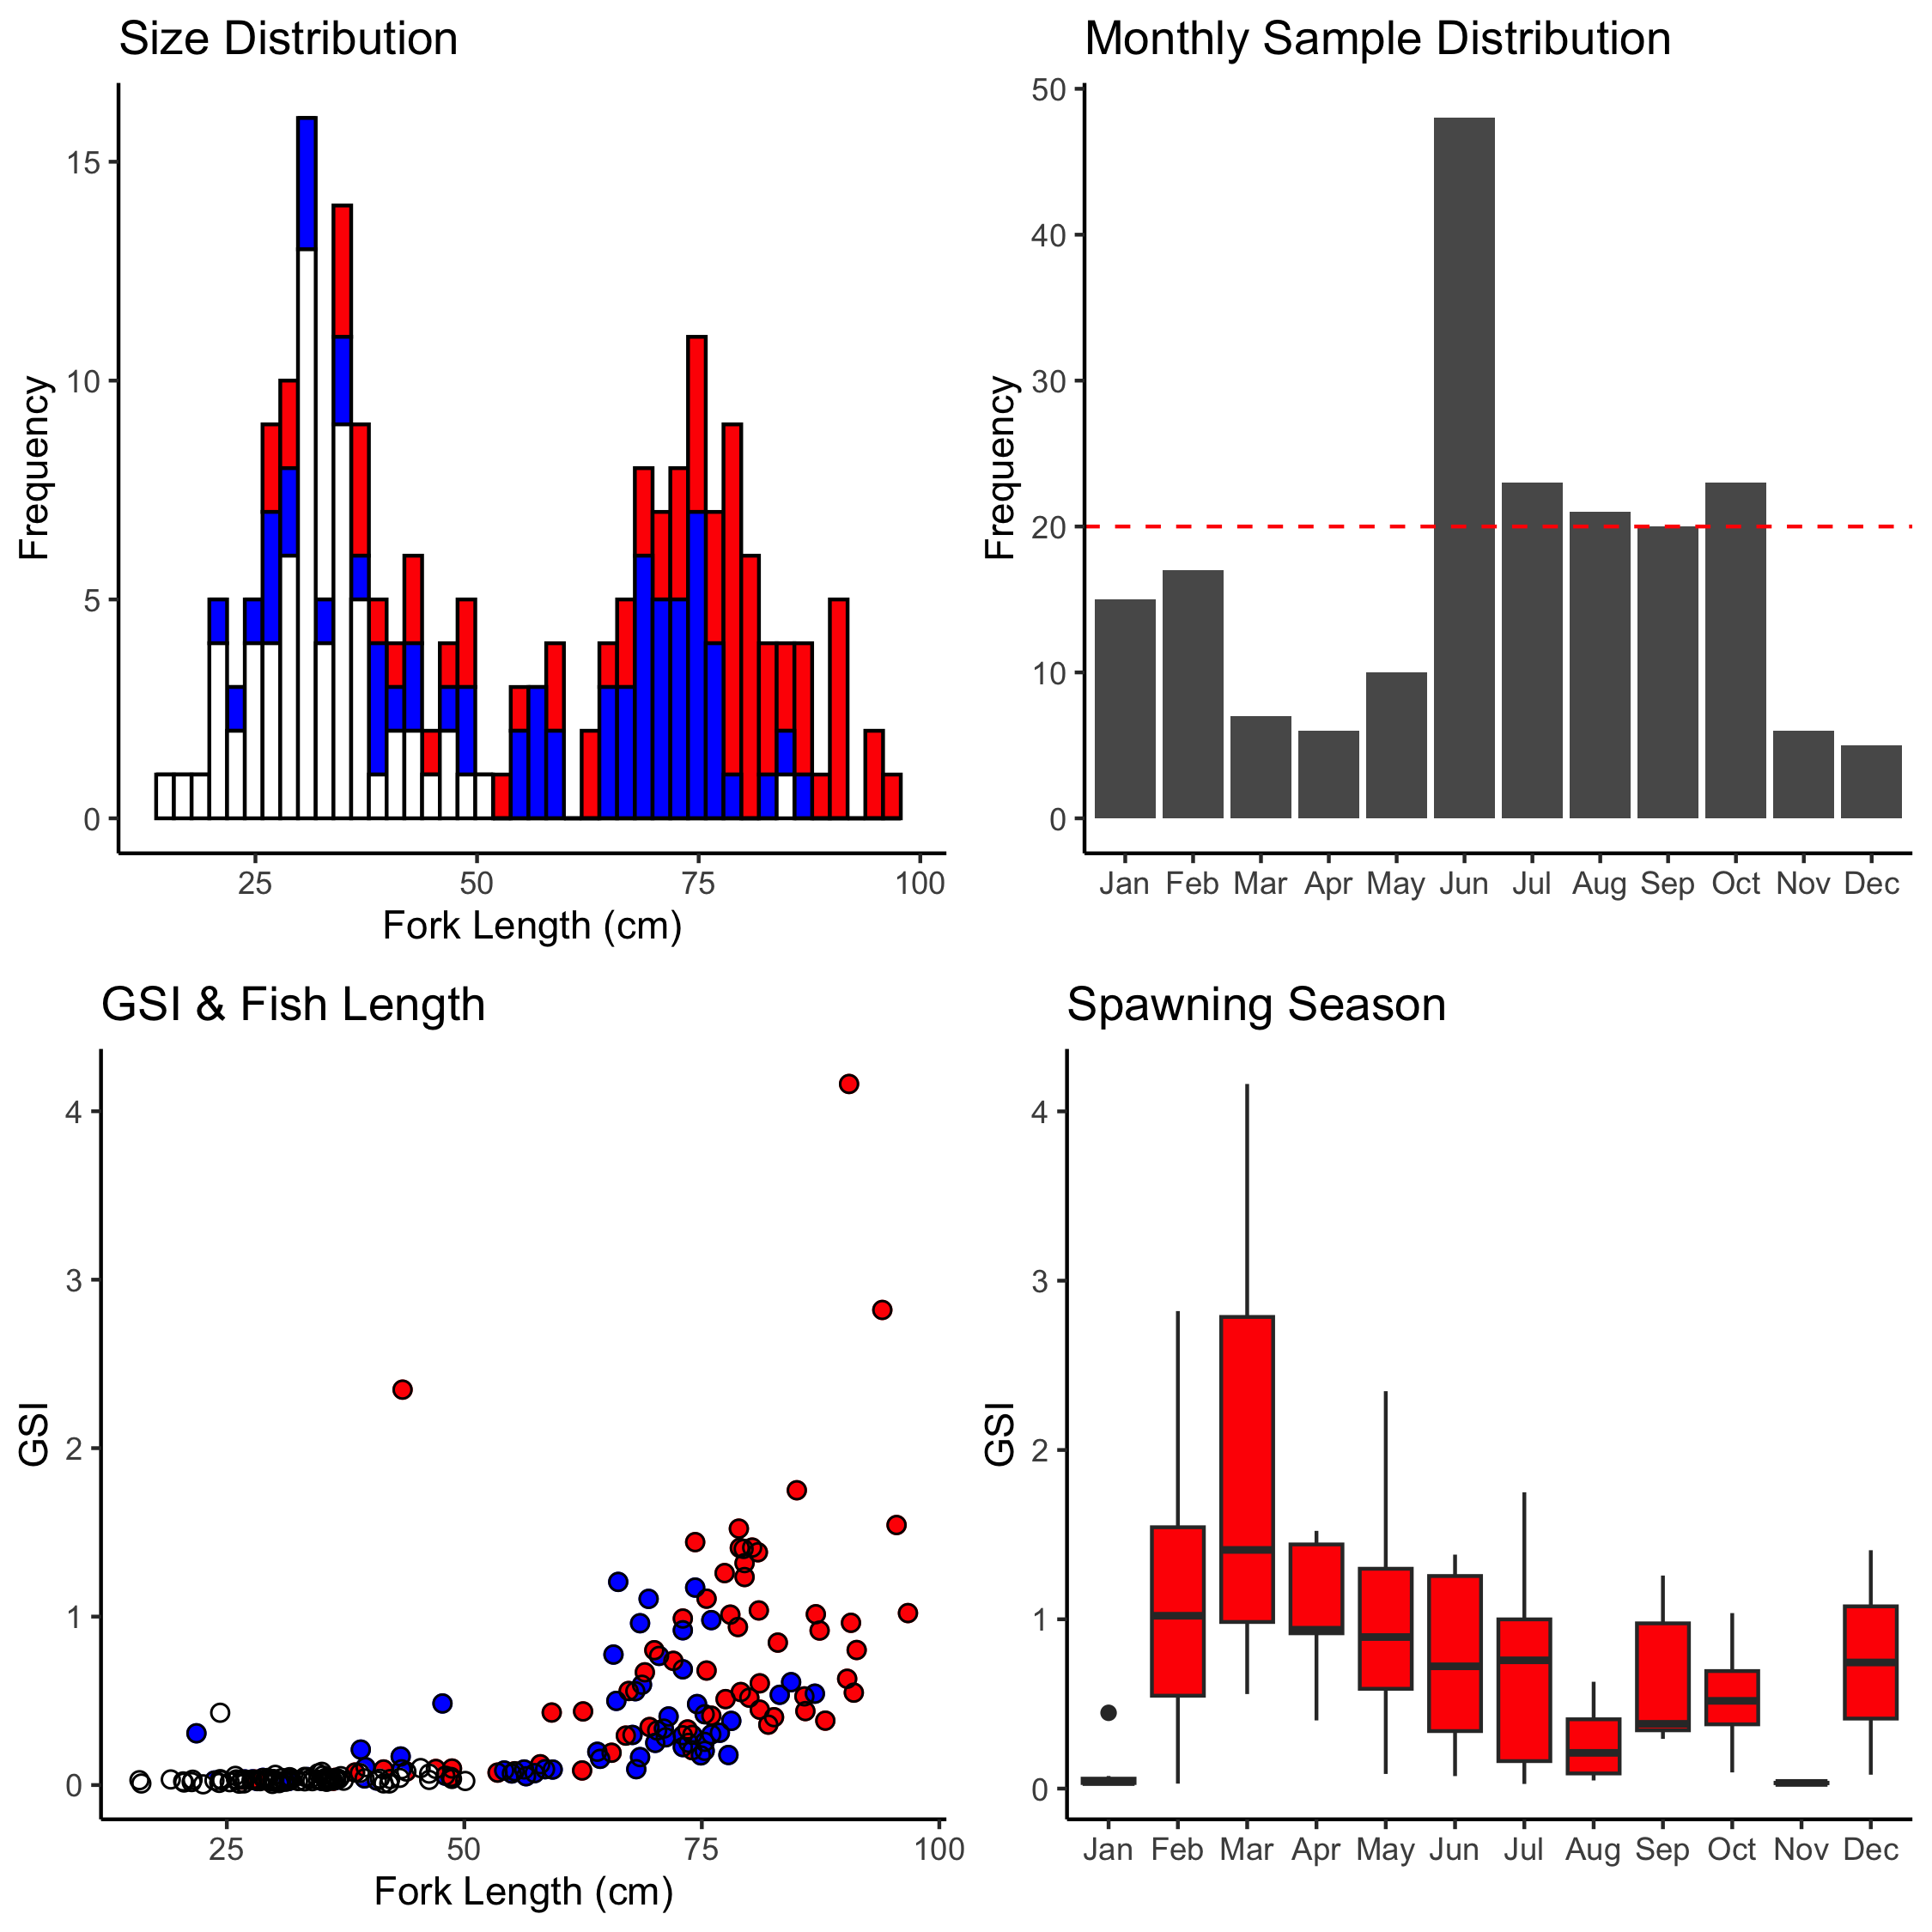 Size Distribution
15
10
5
0
Frequency
25 50 75 100
Fork Length (cm)
Monthly Sample Distribution
50
40
30
20
10
0
Frequency
Jan Feb Mar Apr May Jun Jul Aug Sep Oct Nov Dec
GSI & Fish Length
4
3
2
1
0
GSI
25 50 75 100
Fork Length (cm)
Spawning Season
4
3
2
1
0
GSI
Jan Feb Mar Apr May Jun Jul Aug Sep Oct Nov Dec